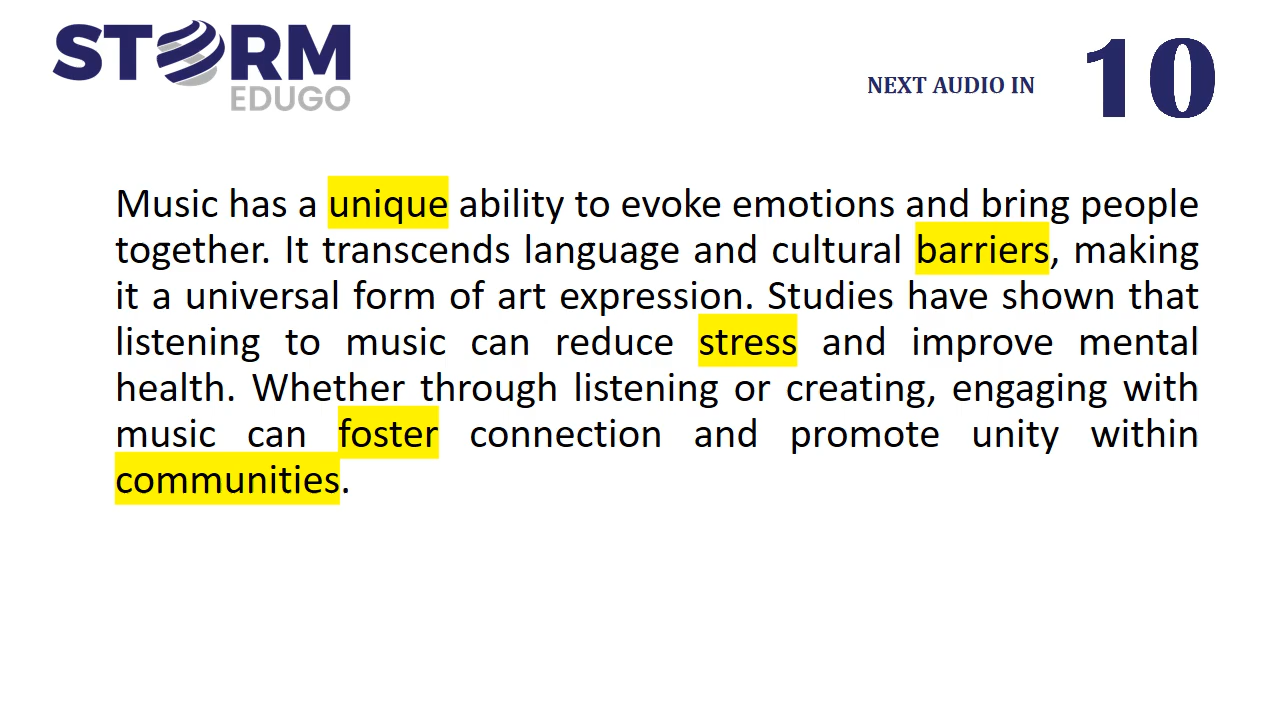 STORM
EDUGO
NEXT AUDIO IN 10
Music has a unique ability to evoke emotions and bring people
together. It transcends language and cultural barriers, making
it a universal form of art expression. Studies have shown that
listening to music can reduce stress and improve mental
health. Whether through listening or creating, engaging with
music can foster connection and promote unity within
communities.